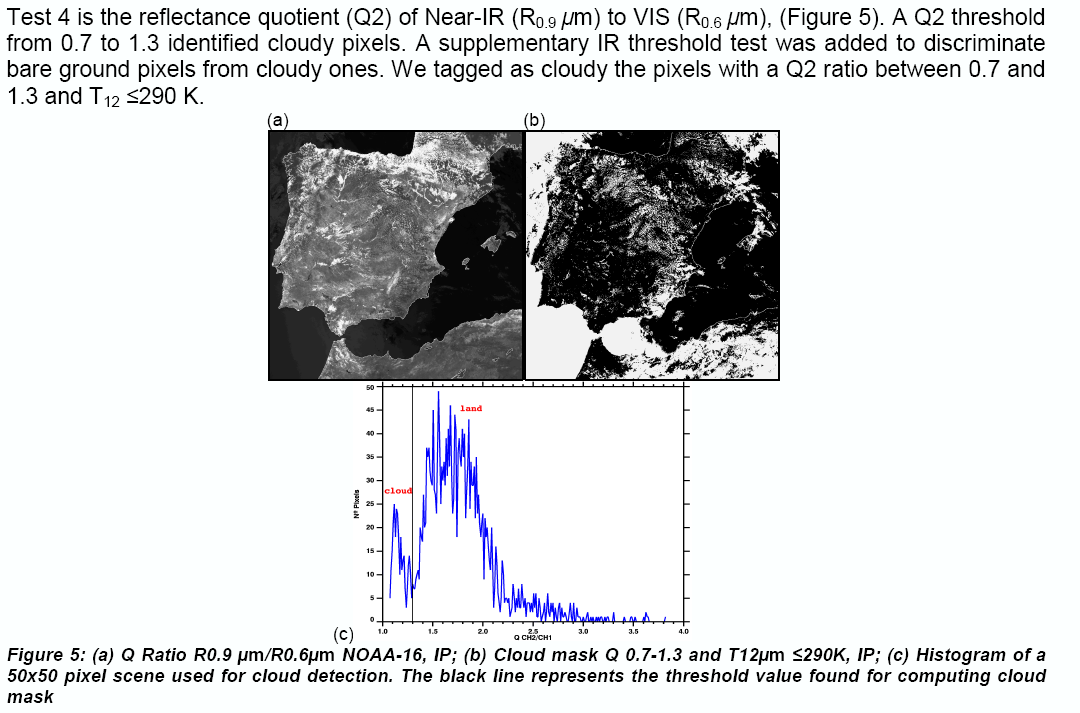 Test 4 is the reflectance quotient (Q2) of Near-IR (R0.9 µm) to VIS (R0.6 µm), (Figure 5). A Q2 threshold
from 0.7 to 1.3 identified cloudy pixels. A supplementary IR threshold test was added to discriminate
bare ground pixels from cloudy ones. We tagged as cloudy the pixels with a Q2 ratio between 0.7 and
1.3 and T12 ≤290 K.
(a)
(b)
50
45
40
35
30
25
20
15
10
5
0
Nº Pixels
cloud
land
1.0 1.5 2.0 2.5 3.0 3.5 4.0
Q CH2/CH1
(c)
Figure 5: (a) Q Ratio R0.9 µm/R0.6µm NOAA-16, IP; (b) Cloud mask Q 0.7-1.3 and T12µm ≤290K, IP; (c) Histogram of a
50x50 pixel scene used for cloud detection. The black line represents the threshold value found for computing cloud
mask